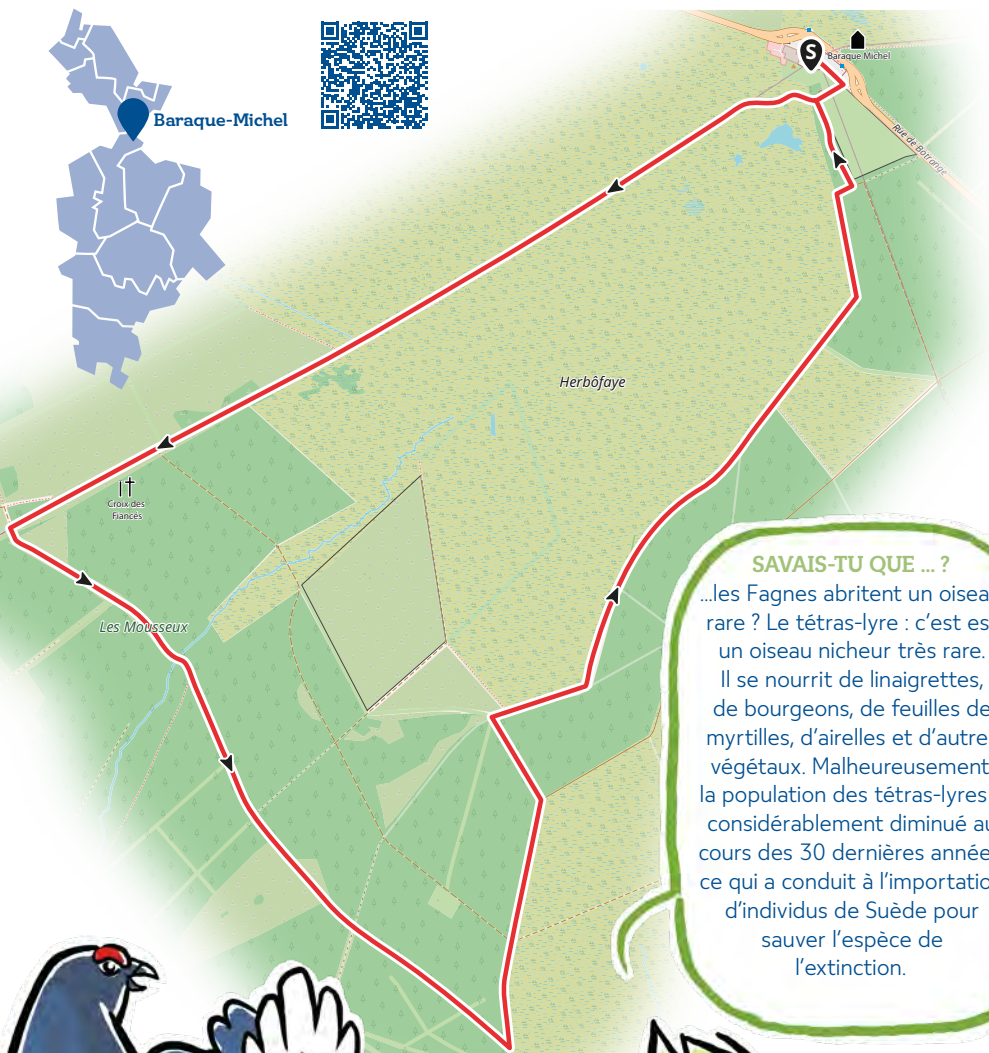 Baraque-Michel
S
Baraque Michel
Rue de Botrange
Herbôfaye
Croix des
Fiancés
Les Mousseux
SAVAIS-TU QUE ... ?
...les Fagnes abritent un oisea
rare ? Le tétras-lyre : c'est es
un oiseau nicheur très rare.
Il se nourrit de linaigrettes,
de bourgeons, de feuilles de
myrtilles, d'airelles et d'autre
végétaux. Malheureusement
la population des tétras-lyres
considérablement diminué au
cours des 30 dernières année
ce qui a conduit à l'importatio
d'individus de Suède pour
sauver l'espèce de
l'extinction.